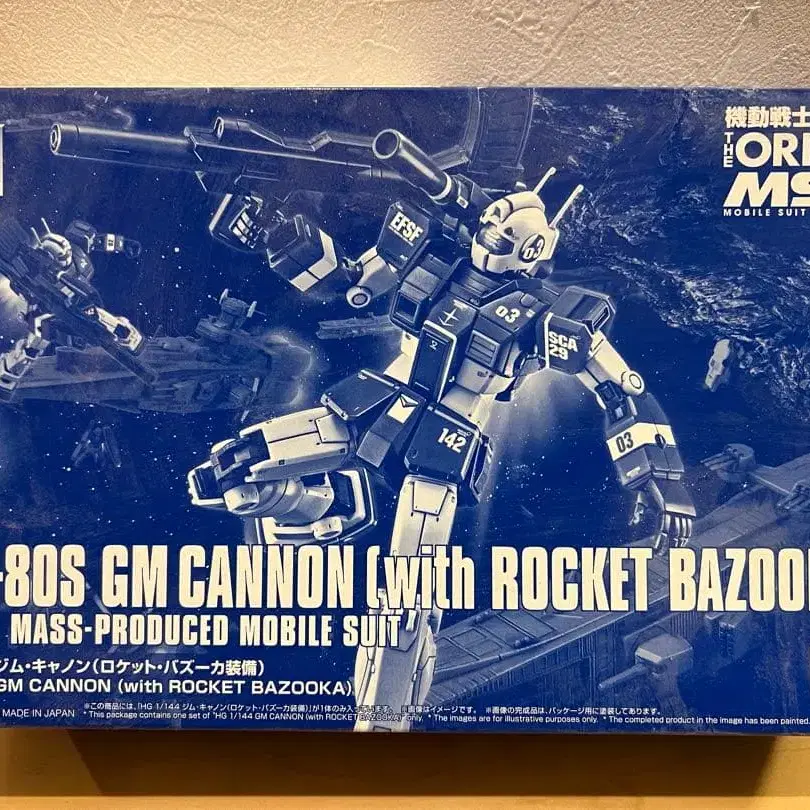 機動戦士
THE ORI
MS
MOBILE SUIT
EFSF
03
03
SCA
29
142
03
-80S GM CANNON (with ROCKET BAZOO
MASS-PRODUCED MOBILE SUIT
ジム・キャノン(ロケット・バズーカ装備)
GM CANNON (with ROCKET BAZOOKA)
MADE IN JAPAN
※この商品には、「HG 1/144 ジム・キャノン(ロケット・バズーカ装備)」が1体のみ入っています。 ※画像はイメージです。 ※画像の完成品は、パッケージ用に塗装しております。
* This package contains one set of "HG 1/144 GM CANNON (with ROCKET BAZOOKA)" only. * The images are for illustrative purposes only. * The completed product in the image has been painted.